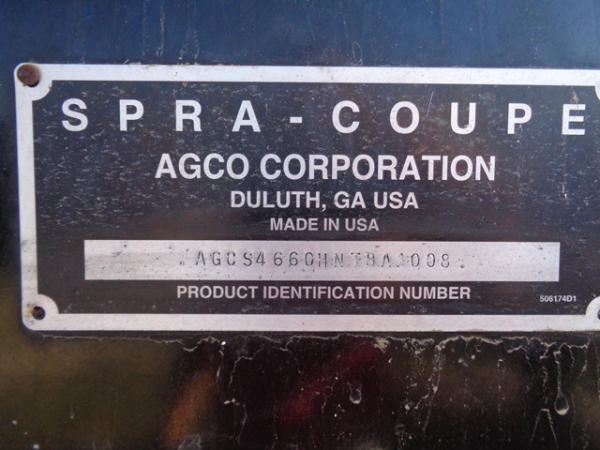 SPRA-COUPE
AGCO CORPORATION
DULUTH, GA USA
MADE IN USA
PRODUCT IDENTIFICATION NUMBER
506174D1